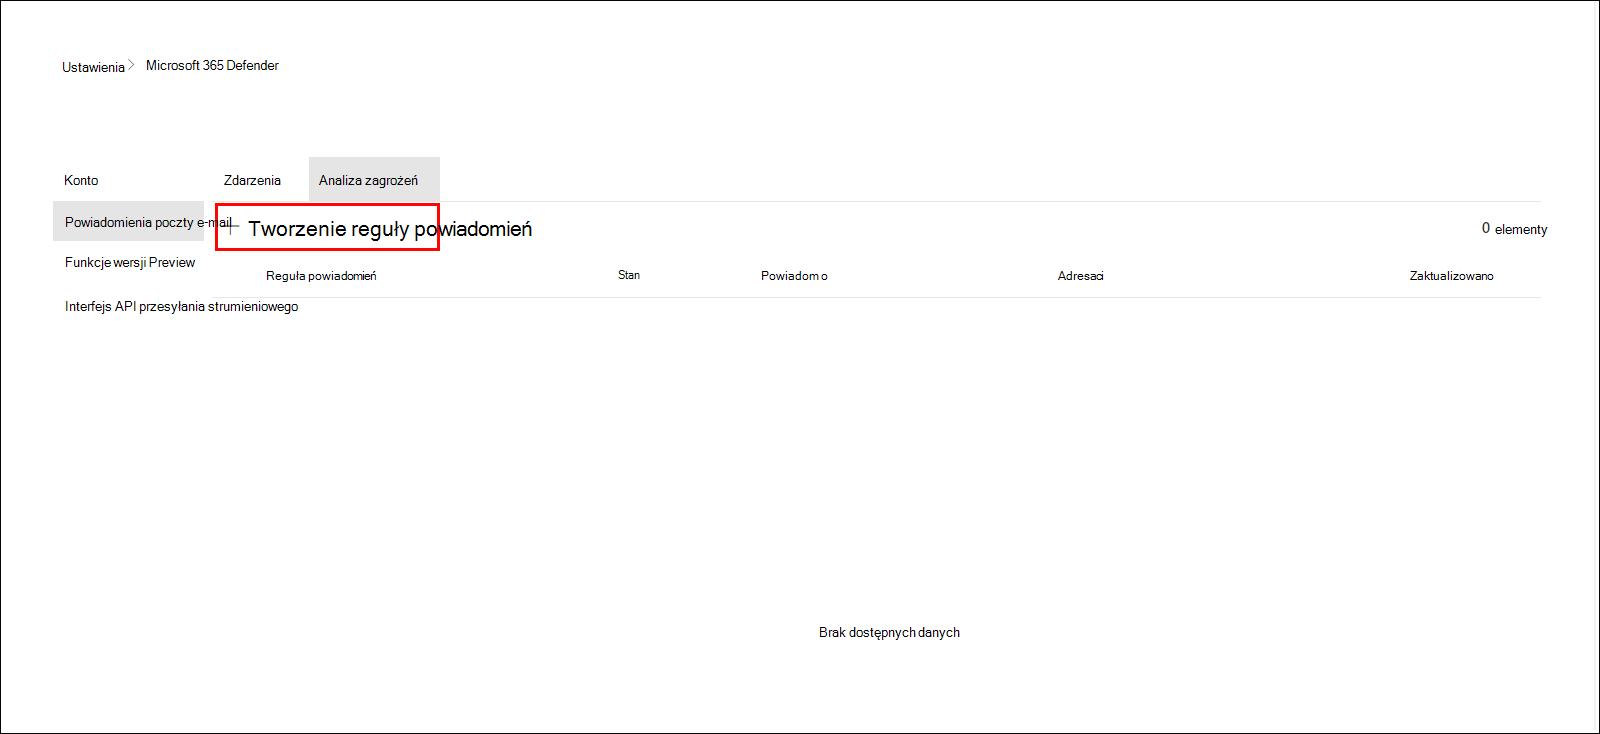 Ustawienia > Microsoft 365 Defender
Konto
Zdarzenia
Analiza zagrożeń
Powiadomienia poczty e-mail
+ Tworzenie reguły powiadomień
0 elementy
Funkcje wersji Preview
Reguła powiadomień
Stan
Powiadom o
Adresaci
Zaktualizowano
Interfejs API przesyłania strumieniowego
Brak dostępnych danych